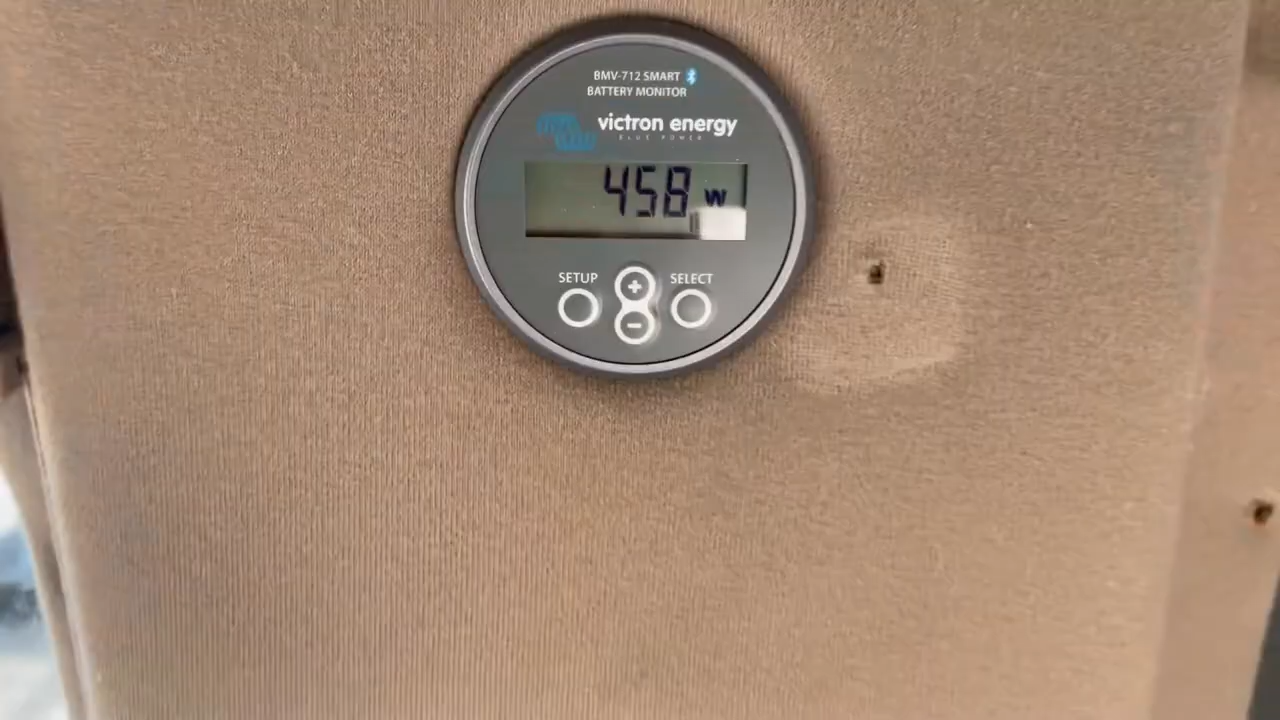 BMV-712 SMART
BATTERY MONITOR
victron energy
BLUE POWER
458 W
SETUP
SELECT
+
-